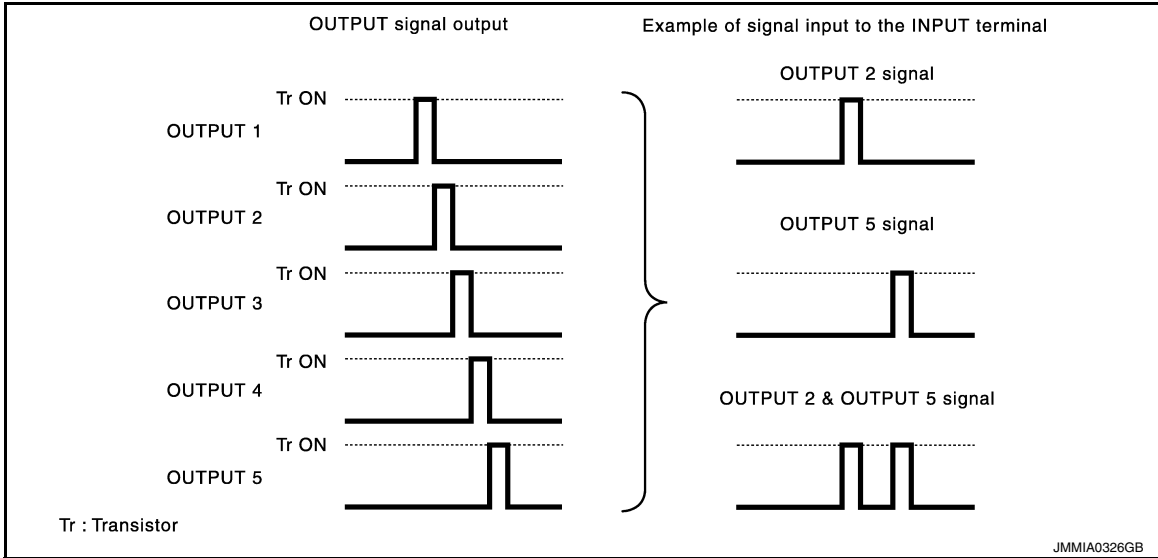 OUTPUT signal output
Tr ON
OUTPUT 1
Tr ON
OUTPUT 2
Tr ON
OUTPUT 3
Tr ON
OUTPUT 4
Tr ON
OUTPUT 5
Tr : Transistor
Example of signal input to the INPUT terminal
OUTPUT 2 signal
OUTPUT 5 signal
OUTPUT 2 & OUTPUT 5 signal
JMMIA0326GB